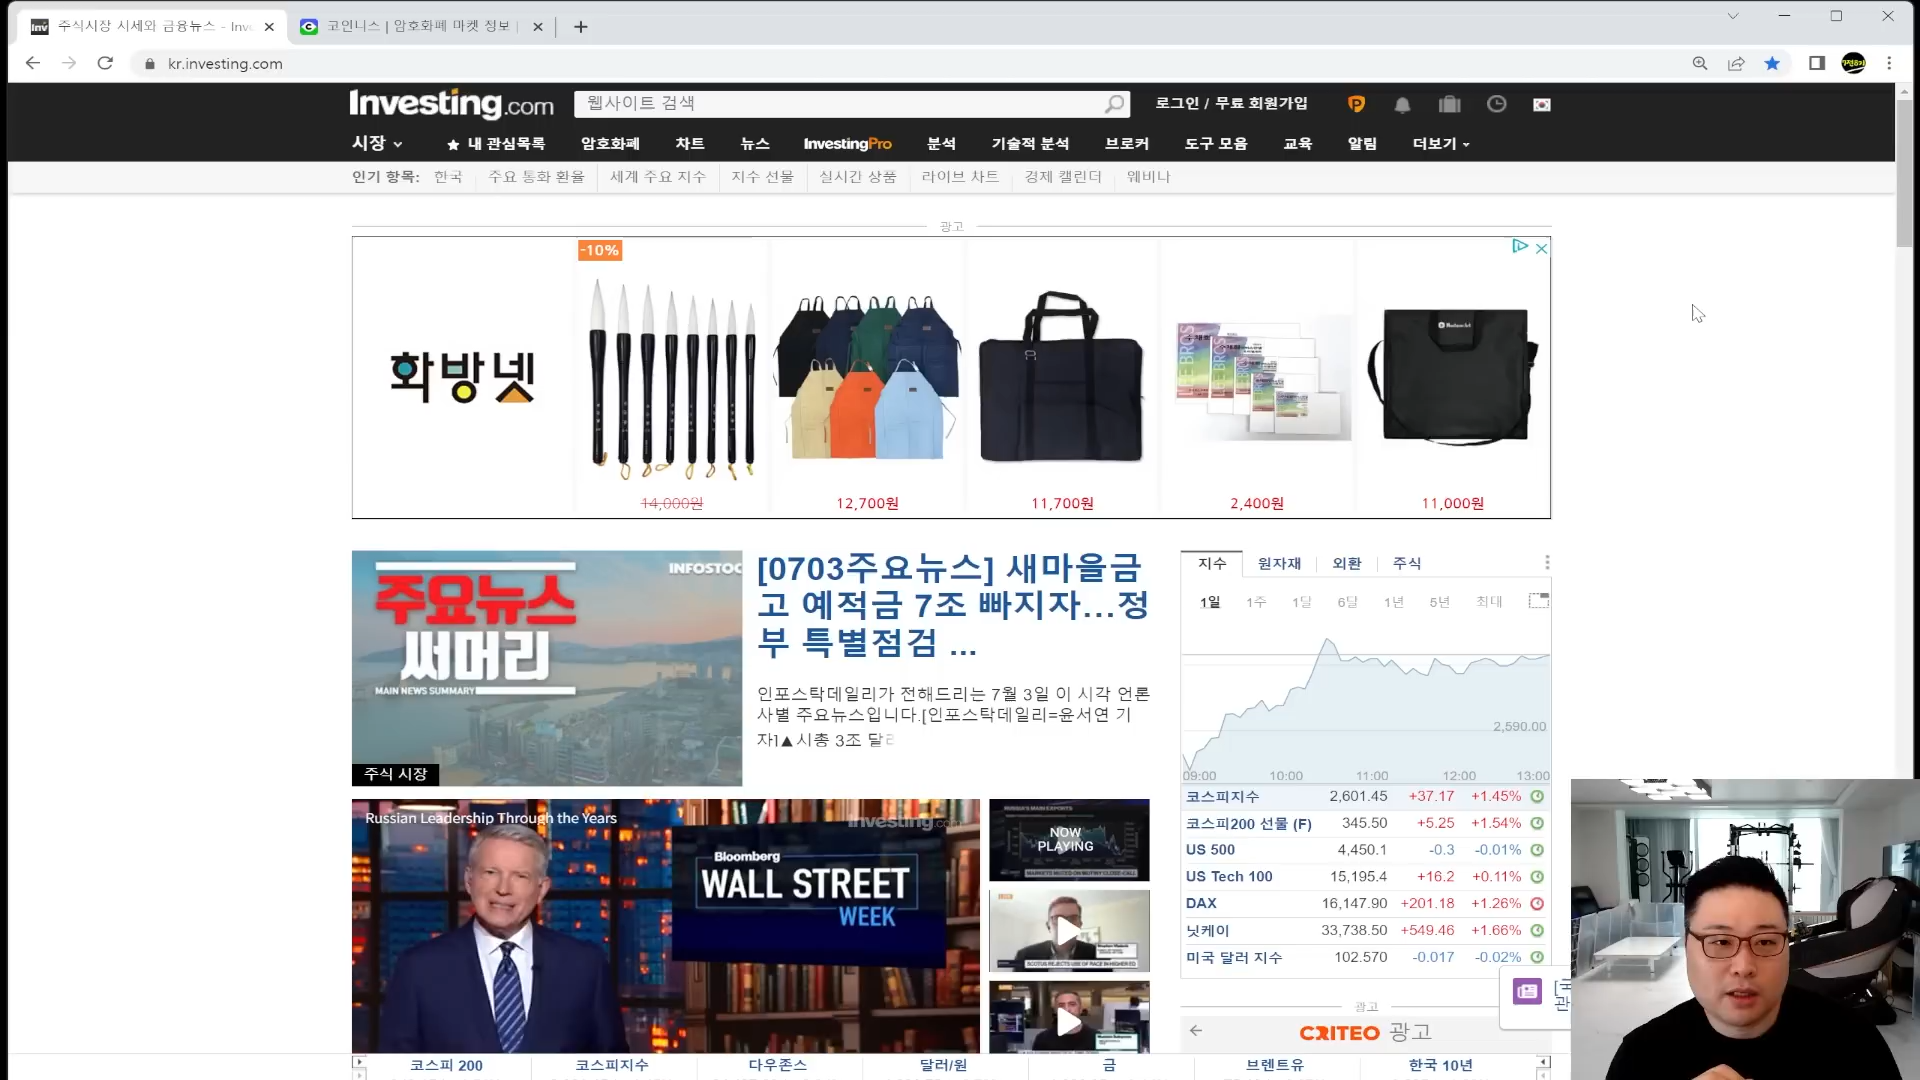 주식시장 시세와 금융뉴스 - Inve
코인니스 | 암호화폐 마켓 정보 |
kr.investing.com
Investing.com
웹사이트 검색
로그인 / 무료 회원가입
시장
내 관심목록
암호화폐
차트
뉴스
InvestingPro
분석
기술적 분석
브로커
도구 모음
교육
알림
더보기
인기 항목:
한국
주요 통화 환율
세계 주요 지수
지수 선물
실시간 상품
라이브 차트
경제 캘린더
웨비나
광고
-10%
화방넷
14,000원
12,700원
11,700원
2,400원
11,000원
INFOSTOC
주요뉴스
써머리
MAIN NEWS SUMMARY
주식 시장
[0703주요뉴스] 새마을금
고 예적금 7조 빠지자...정
부 특별점검 ...
인포스탁데일리가 전해드리는 7월 3일 이 시각 언론
사별 주요뉴스입니다.[인포스탁데일리=윤서연 기
자]▲시총 3조 달러
지수
원자재
외환
주식
1일
1주
1달
6달
1년
5년
최대
2,590.00
09:00 10:00 11:00 12:00 13:00
코스피지수 2,601.45 +37.17 +1.45%
코스피200 선물 (F) 345.50 +5.25 +1.54%
US 500 4,450.1 -0.3 -0.01%
US Tech 100 15,195.4 +16.2 +0.11%
DAX 16,147.90 +201.18 +1.26%
닛케이 33,738.50 +549.46 +1.66%
미국 달러 지수 102.570 -0.017 -0.02%
Russian Leadership Through the Years
Investing.com
Bloomberg
WALL STREET
WEEK
NOW
PLAYING
광고
CRITEO 광고
코스피 200
코스피지수
다우존스
달러/원
금
브렌트유
한국 10년